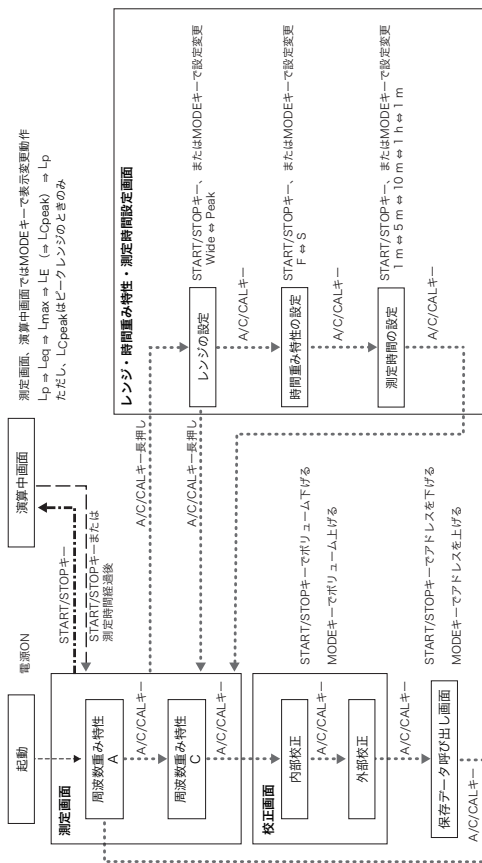 起動
電源ON
演算中画面
測定画面、演算中画面ではMODEキーで表示変更動作
Lp⇔Leq⇔Lmax⇔LE (⇔LCpeak) ⇔Lp
ただし、LCpeakはピークレンジのときのみ
START/STOPキー
START/STOPキーまたは
測定時間経過後
測定画面
周波数重み特性
A
A/C/CALキー
周波数重み特性
C
A/C/CALキー
A/C/CALキー長押し
A/C/CALキー長押し
レンジ・時間重み特性・測定時間設定画面
レンジの設定
START/STOPキー、またはMODEキーで設定変更
Wide ⇔ Peak
A/C/CALキー
時間重み特性の設定
START/STOPキー、またはMODEキーで設定変更
F ⇔ S
A/C/CALキー
測定時間の設定
START/STOPキー、またはMODEキーで設定変更
1 m ⇔ 5 m ⇔ 10 m ⇔ 1 h ⇔ 1 m
A/C/CALキー
校正画面
内部校正
START/STOPキーでボリューム下げる
MODEキーでボリューム上げる
A/C/CALキー
外部校正
A/C/CALキー
保存データ呼び出し画面
START/STOPキーでアドレスを下げる
MODEキーでアドレスを上げる
A/C/CALキー